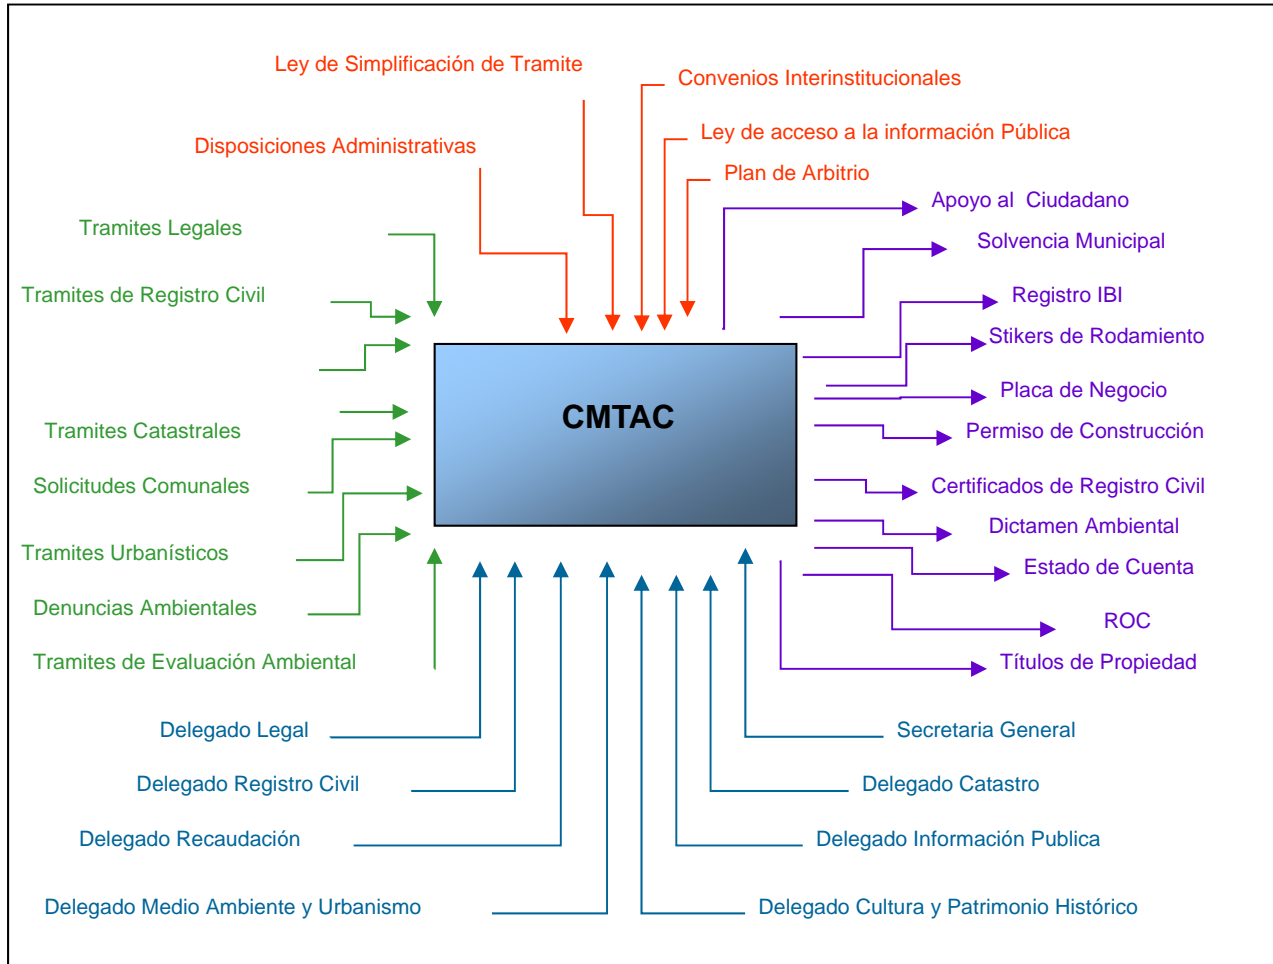 Ley de Simplificación de Tramite
Convenios Interinstitucionales
Disposiciones Administrativas
Ley de acceso a la información Pública
Plan de Arbitrio
Tramites Legales
Tramites de Registro Civil
Tramites Catastrales
Solicitudes Comunales
Tramites Urbanísticos
Denuncias Ambientales
Tramites de Evaluación Ambiental
CMTAC
Apoyo al  Ciudadano
Solvencia Municipal
Registro IBI
Stikers de Rodamiento
Placa de Negocio
Permiso de Construcción
Certificados de Registro Civil
Dictamen Ambiental
Estado de Cuenta
ROC
Títulos de Propiedad
Delegado Legal
Delegado Registro Civil
Delegado Recaudación
Delegado Medio Ambiente y Urbanismo
Secretaria General
Delegado Catastro
Delegado Información Publica
Delegado Cultura y Patrimonio Histórico